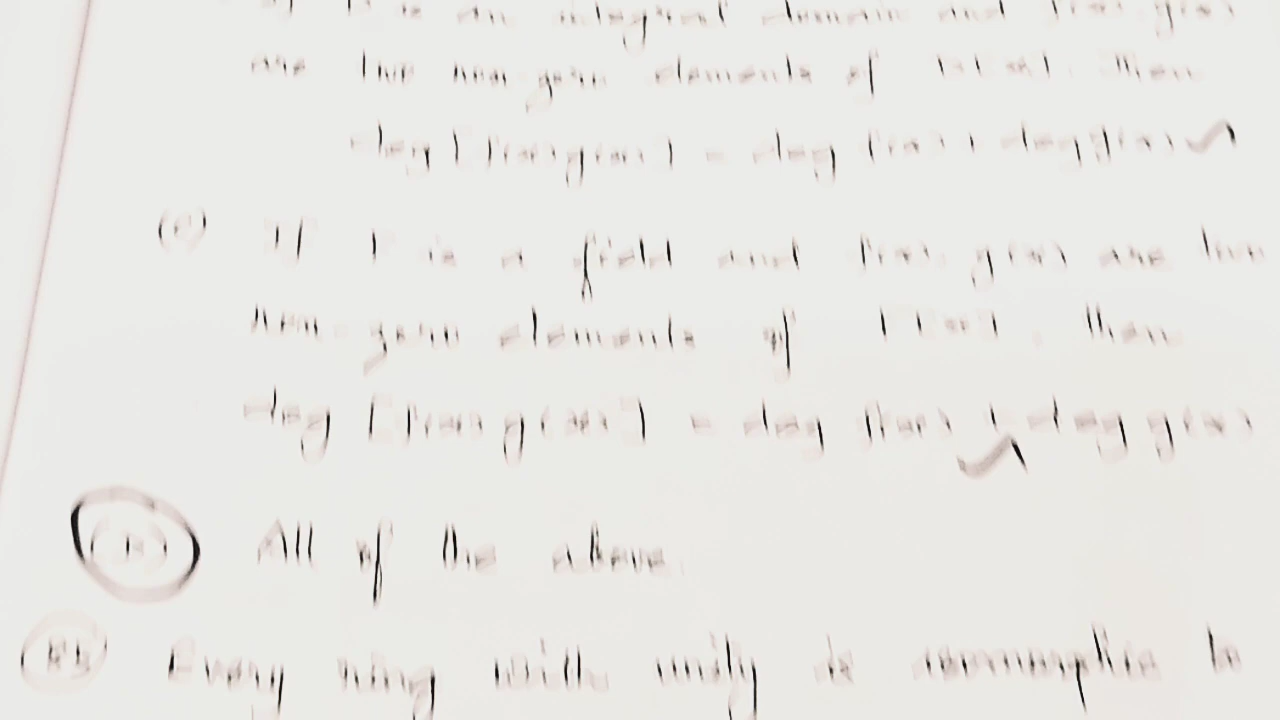 is an integral domain and f(x), g(x)
are two non-zero elements of [x]. Then
deg [f(x)g(x)] = deg f(x) + deg g(x)
(c) If F is a field and f(x), g(x) are two
non-zero elements of F[x], then
deg [f(x) g(x)] = deg f(x) + deg g(x)
(D) All of the above.
Every ring with unity is isomorphic to